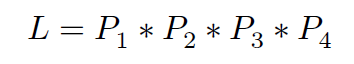 L = P₁ * P₂ * P₃ * P₄